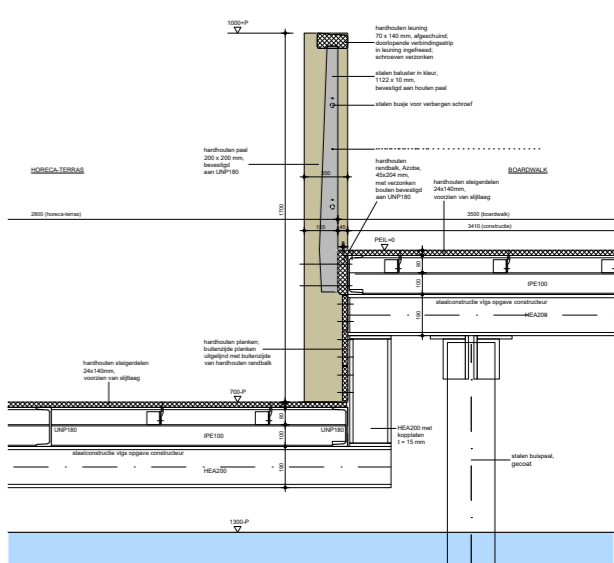 1000+P
hardhouten leuning
70 x 140 mm, afgeschuind;
doorlopende verbindingsstrip
in leuning ingefreesd;
schroeven verzonken
stalen baluster in kleur,
1122 x 10 mm,
bevestigd aan houten paal
stalen busje voor verbergen schroef
hardhouten paal
200 x 200 mm,
bevestigd
aan UNP180
HORECA-TERRAS
200
hardhouten
randbalk, Azobe,
45x204 mm,
met verzonken
bouten bevestigd
aan UNP180
BOARDWALK
hardhouten steigerdelen
24x140mm,
voorzien van slijtlaag
1700
2800 (horeca-terras)
3500 (boardwalk)
45
3410 (constructie)
PEIL=0
80
100
IPE100
staalconstructie vlgs opgave constructeur
190
HEA200
hardhouten planken;
buitenzijde planken
uitgelijnd met buitenzijde
van hardhouten randbalk
hardhouten steigerdelen
24x140mm,
voorzien van slijtlaag
700-P
80
UNP180
IPE100
100
UNP180
HEA200 met
kopplaten
t = 15 mm
staalconstructie vlgs opgave constructeur
190
HEA200
stalen buispaal,
gecoat
1300-P